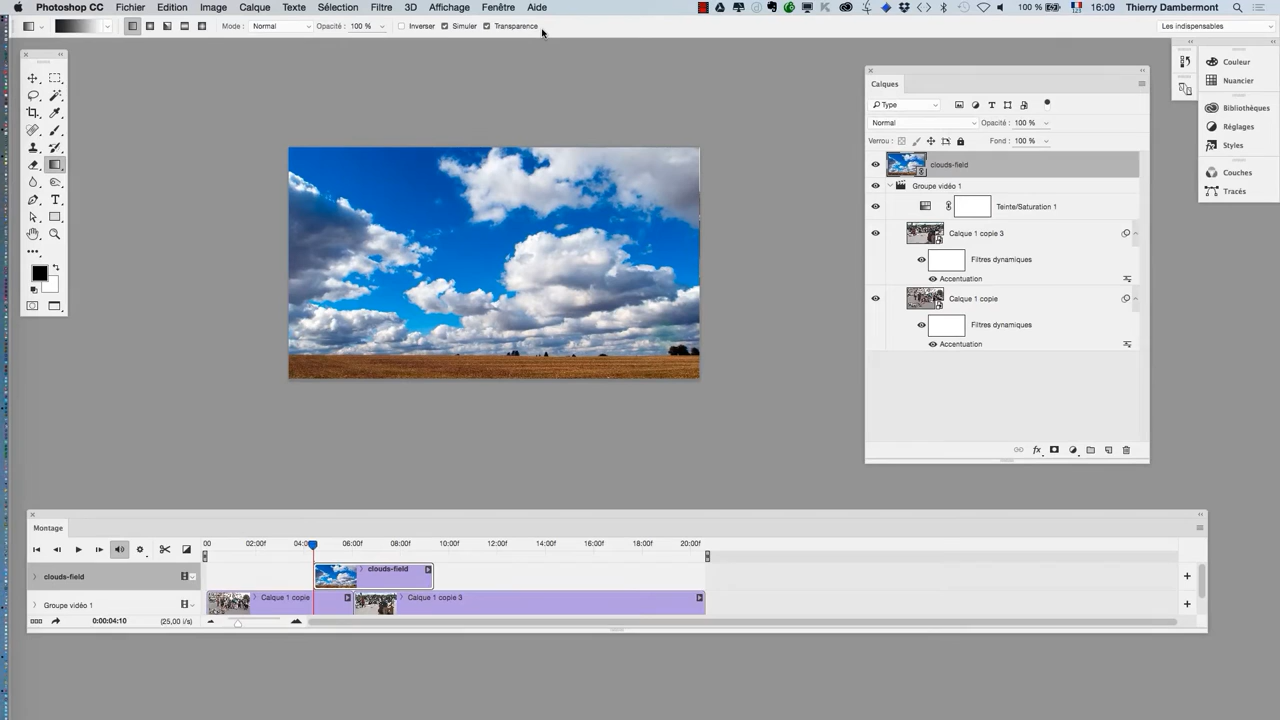 Photoshop CC Fichier Edition Image Calque Texte Sélection Filtre 3D Affichage Fenêtre Aide 100 % 16:09 Thierry Dambermont
Mode : Normal Opacité : 100 % Inverser Simuler Transparence Les indispensables
Calques
Type
Normal Opacité : 100 %
Verrou : Fond : 100 %
clouds-field
Groupe vidéo 1
Teinte/Saturation 1
Calque 1 copie 3
Filtres dynamiques
Accentuation
Calque 1 copie
Filtres dynamiques
Accentuation
fx
Couleur
Nuancier
Bibliothèques
Réglages
Styles
Couches
Tracés
Montage
00 02:00f 04:0 06:00f 08:00f 10:00f 12:00f 14:00f 16:00f 18:00f 20:00f
clouds-field clouds-field
Groupe vidéo 1 Calque 1 copie Calque 1 copie 3
0:00:04:10 (25,00 i/s)